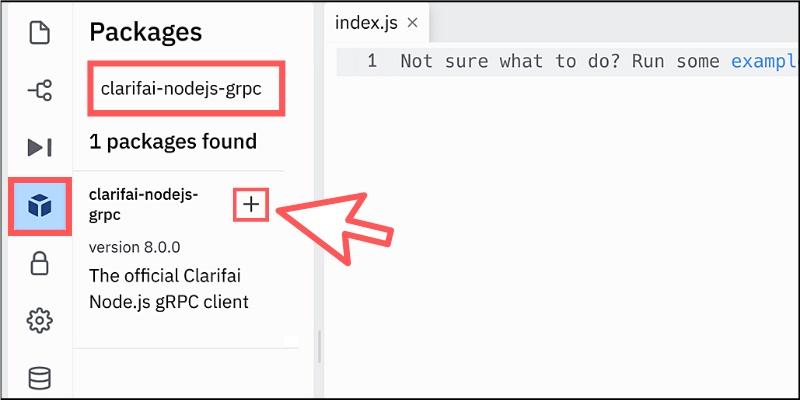 Packages
clarifai-nodejs-grpc
1 packages found
clarifai-nodejs-
grpc
version 8.0.0
The official Clarifai
Node.js gRPC client
index.js
1 Not sure what to do? Run some exampl